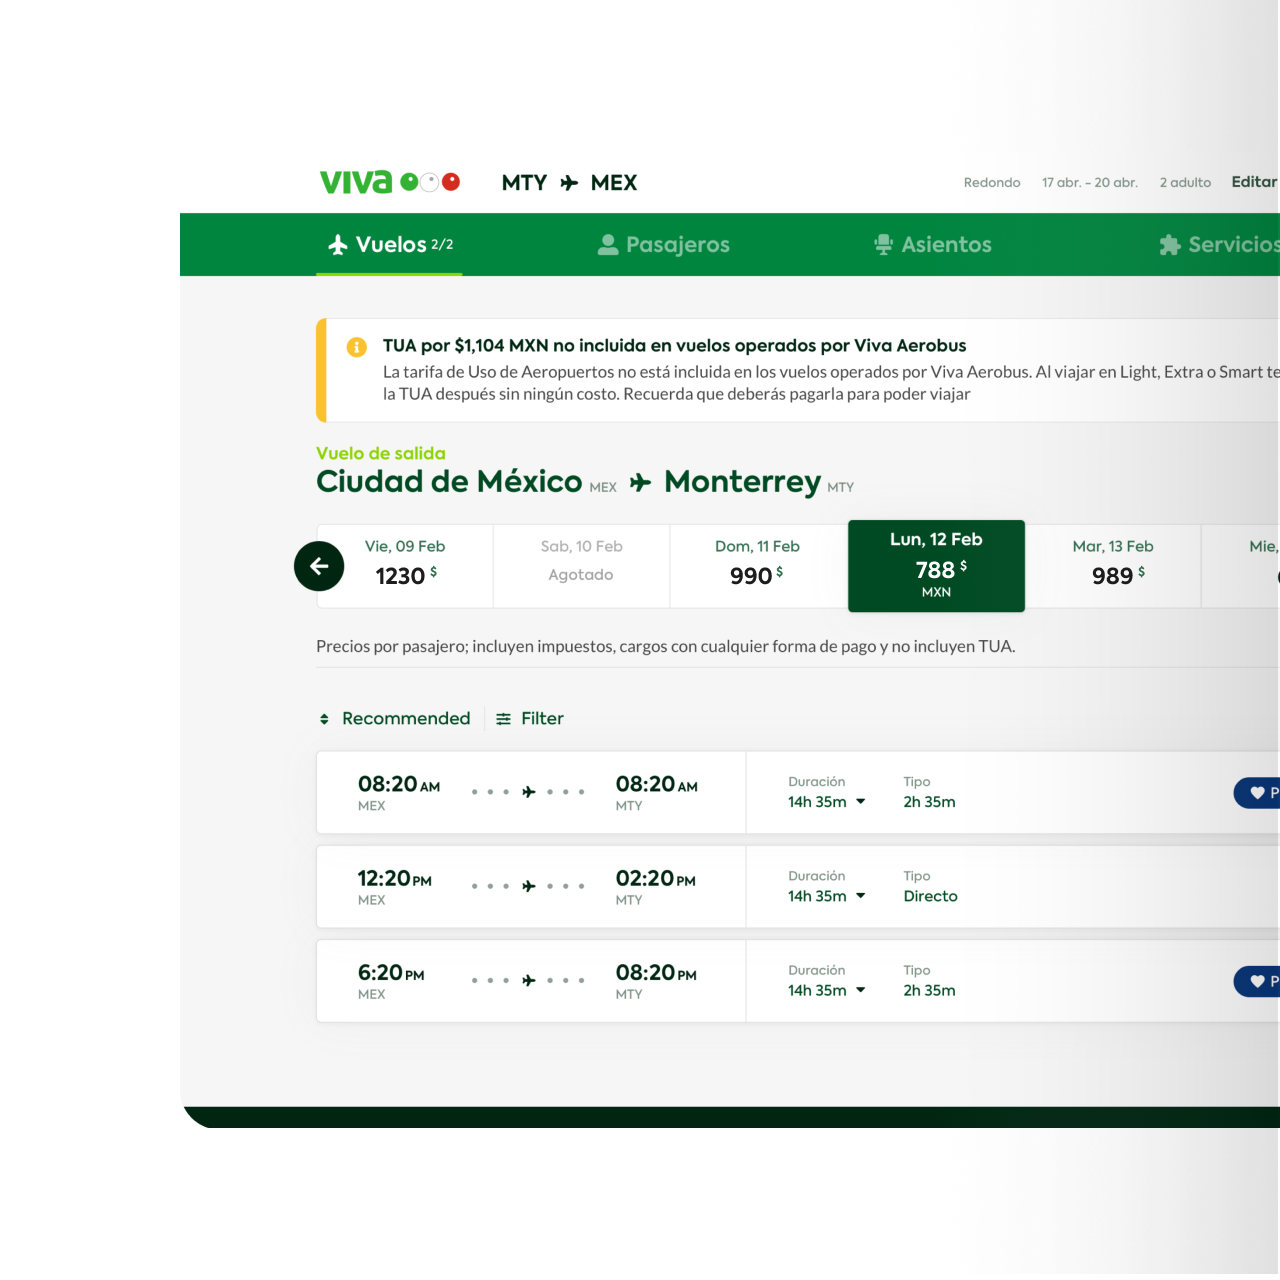 viva MTY MEX Redondo 17 abr. - 20 abr. 2 adulto Editar
Vuelos 2/2 Pasajeros Asientos Servicios
TUA por $1,104 MXN no incluida en vuelos operados por Viva Aerobus
La tarifa de Uso de Aeropuertos no está incluida en los vuelos operados por Viva Aerobus. Al viajar en Light, Extra o Smart te
la TUA después sin ningún costo. Recuerda que deberás pagarla para poder viajar
Vuelo de salida
Ciudad de México MEX Monterrey MTY
Vie, 09 Feb Sab, 10 Feb Dom, 11 Feb Lun, 12 Feb Mar, 13 Feb Mie,
1230 $ Agotado 990 $ 788 $ 989 $
MXN
Precios por pasajero; incluyen impuestos, cargos con cualquier forma de pago y no incluyen TUA.
Recommended Filter
08:20 AM 08:20 AM Duración Tipo
MEX MTY 14h 35m 2h 35m P
12:20 PM 02:20 PM Duración Tipo
MEX MTY 14h 35m Directo
6:20 PM 08:20 PM Duración Tipo
MEX MTY 14h 35m 2h 35m P